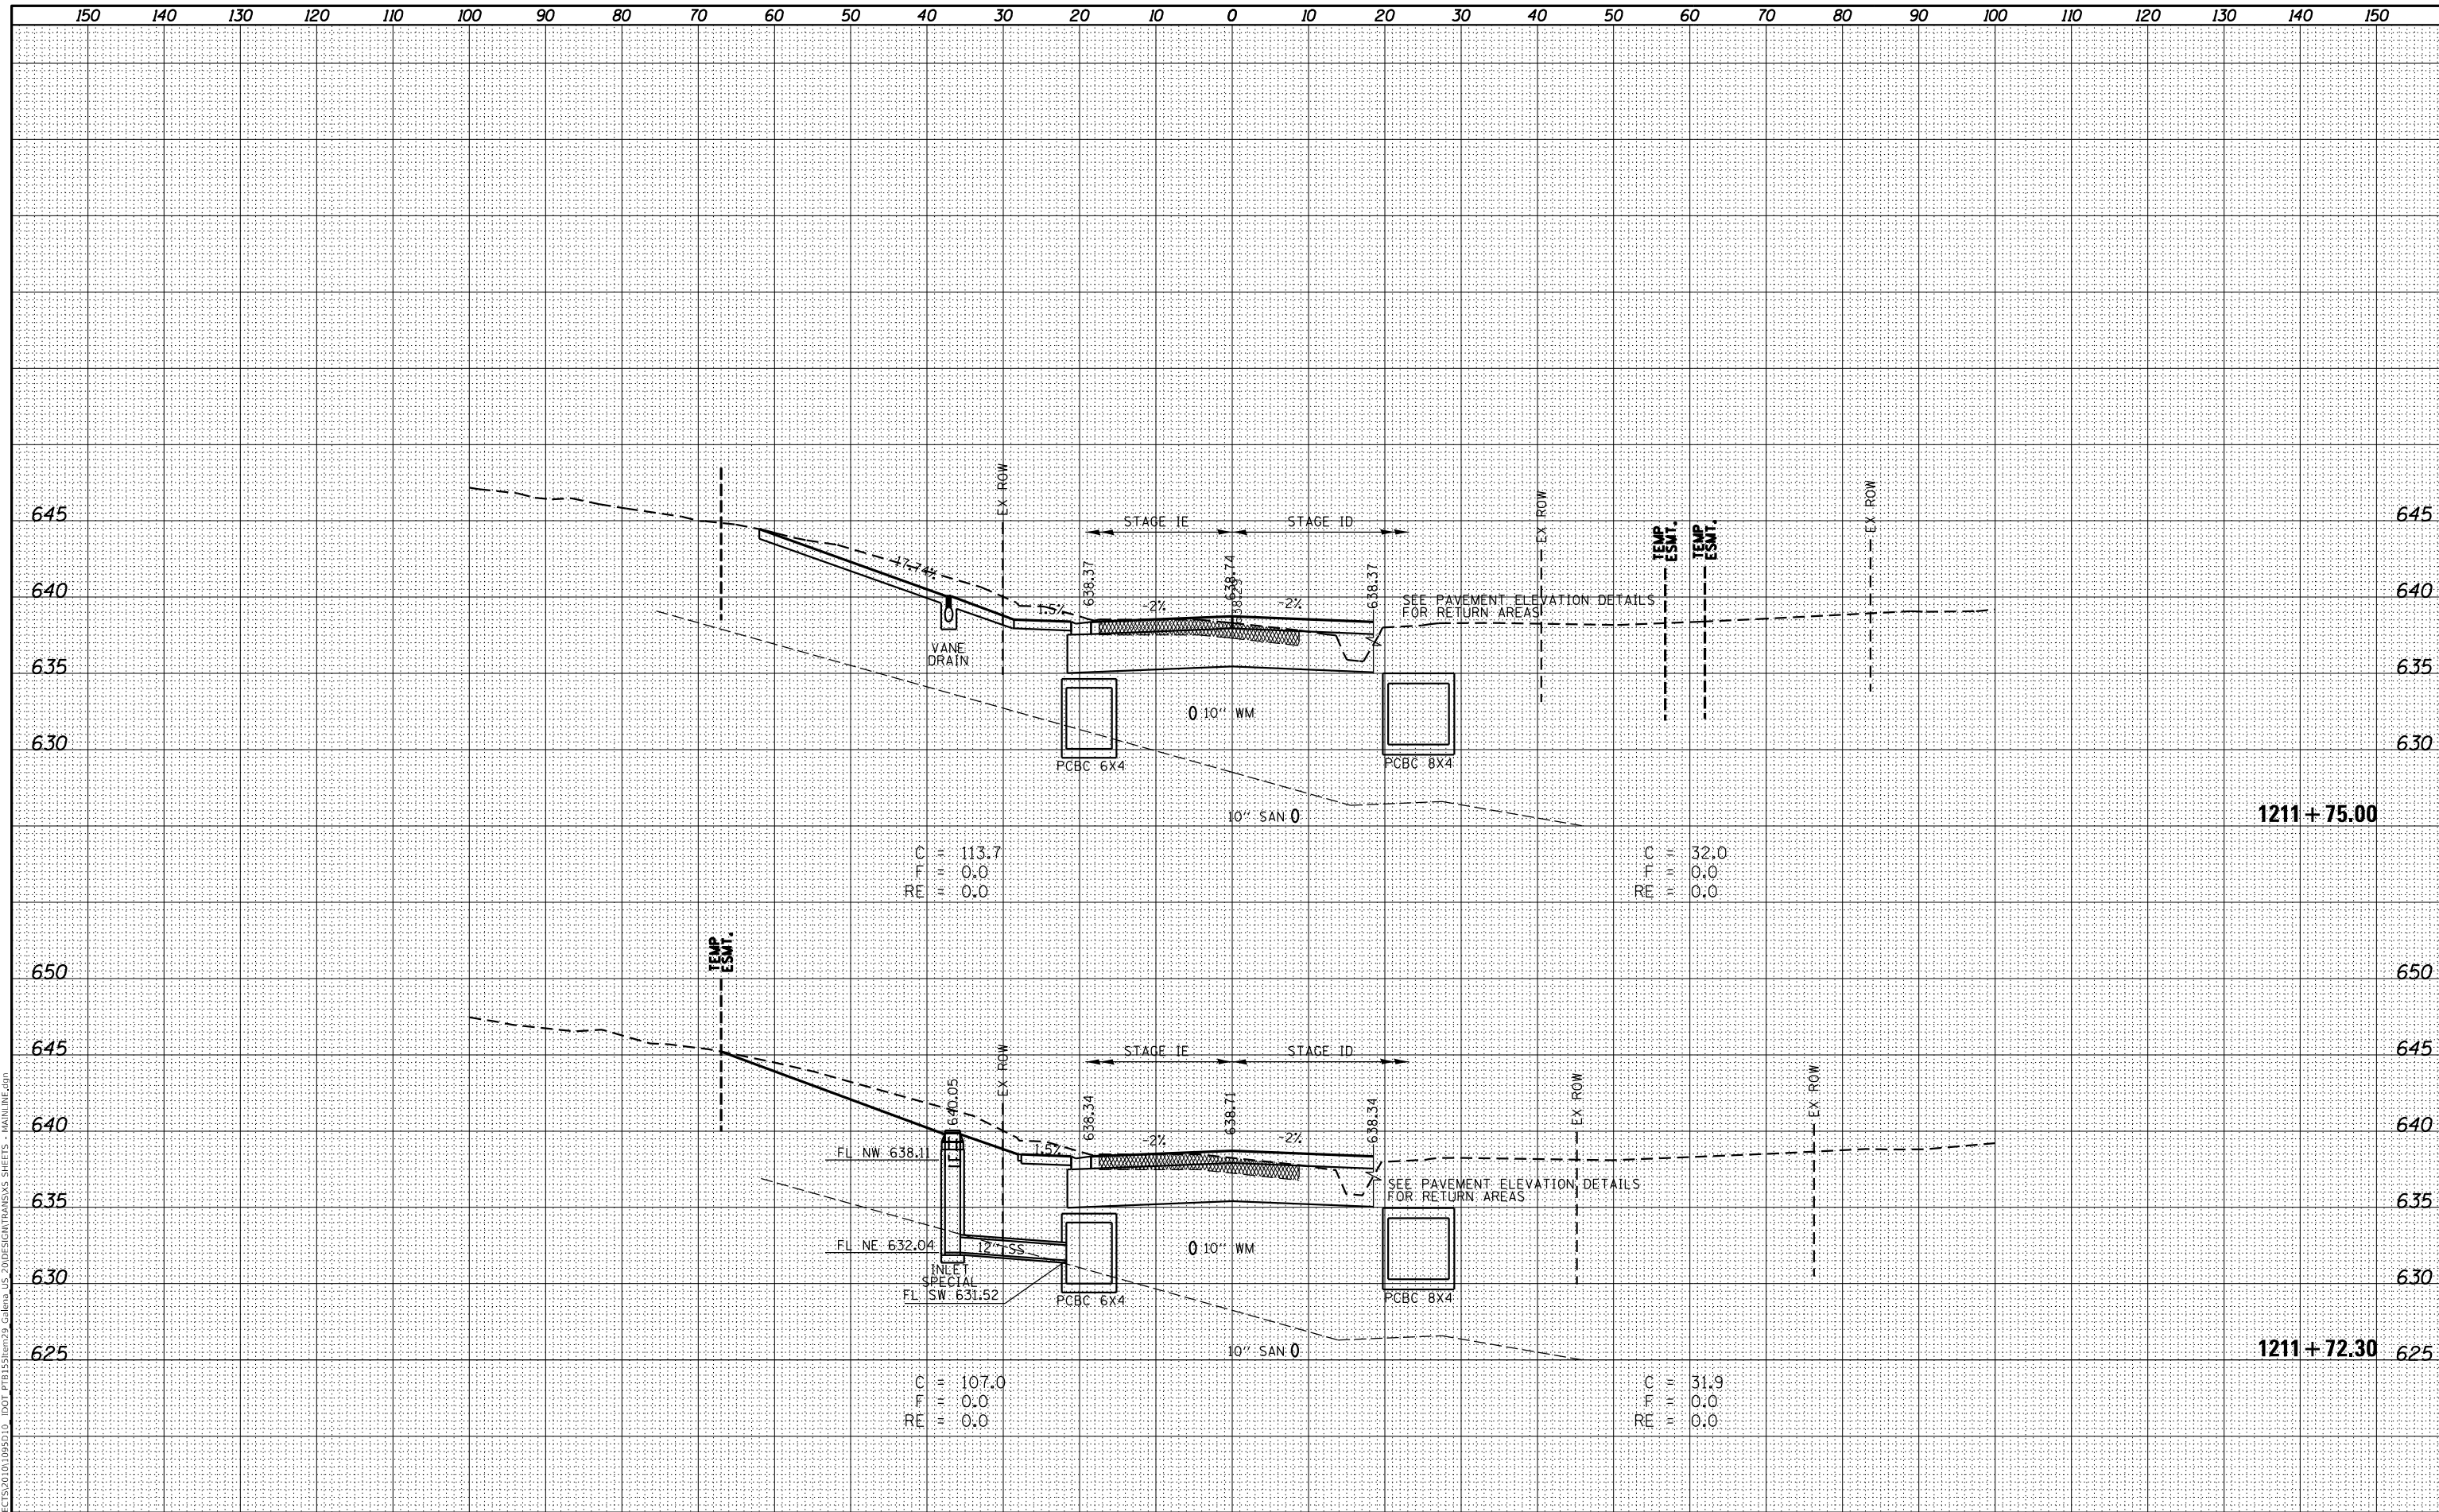 150 140 130 120 110 100 90 80 70 60 50 40 30 20 10 0 10 20 30 40 50 60 70 80 90 100 110 120 130 140 150
EX ROW
EX ROW
EX ROW
645
STAGE IE
STAGE ID
TEMP
ESMT.
TEMP
ESMT.
645
17.74%
638.37
638.74
638.37
640
1.5%
-2%
-2%
SEE PAVEMENT ELEVATION DETAILS
FOR RETURN AREAS
640
VANE
DRAIN
EX ROW
635
635
10" WM
630
630
PCBC 6X4
PCBC 8X4
10" SAN
1211 + 75.00
C = 113.7
F = 0.0
RE = 0.0
C = 32.0
F = 0.0
RE = 0.0
TEMP
ESMT.
650
650
645
EX ROW
STAGE IE
STAGE ID
EX ROW
EX ROW
645
640.05
638.34
638.71
638.34
640
640
FL NW 638.11
1.5%
-2%
-2%
SEE PAVEMENT ELEVATION DETAILS
FOR RETURN AREAS
635
635
FL NE 632.04
12" SS
10" WM
INLET
SPECIAL
630
630
FL SW 631.52
PCBC 6X4
PCBC 8X4
10" SAN
1211 + 72.30
625
625
C = 107.0
F = 0.0
RE = 0.0
C = 31.9
F = 0.0
RE = 0.0